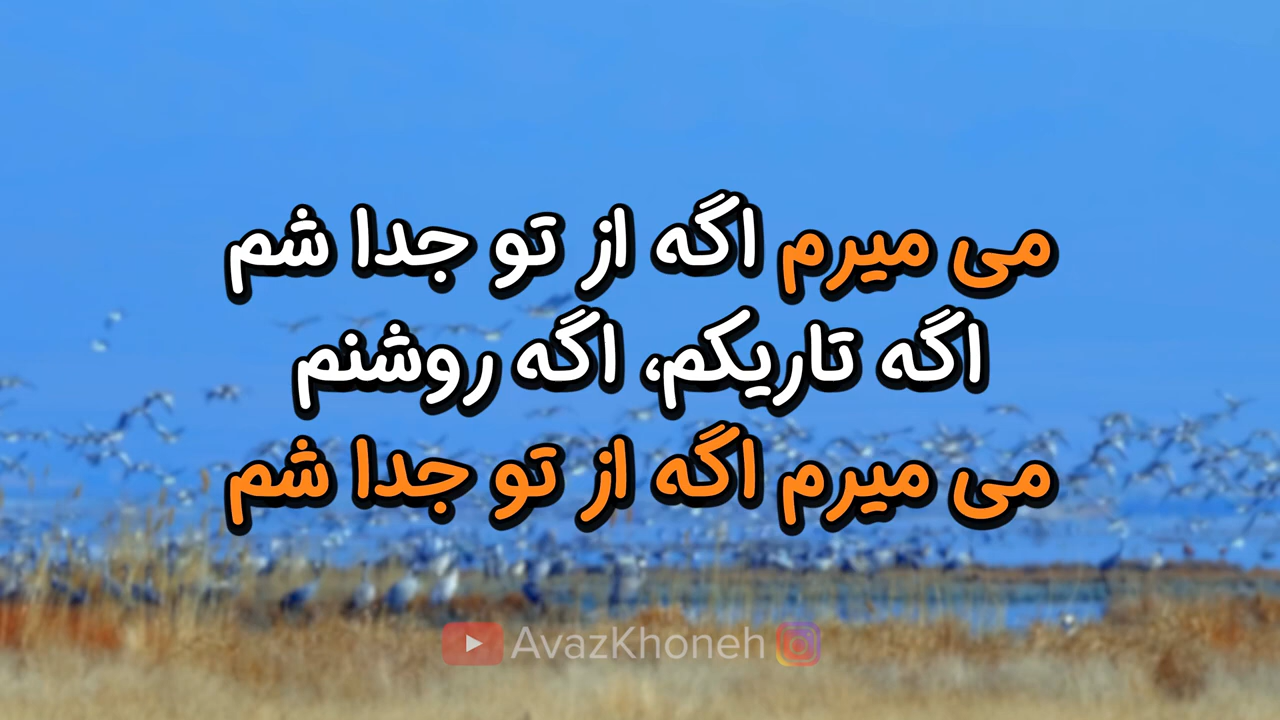 می میرم اگه از تو جدا شم
اگه تاریکم، اگه روشنم
می میرم اگه از تو جدا شم
AvazKhoneh